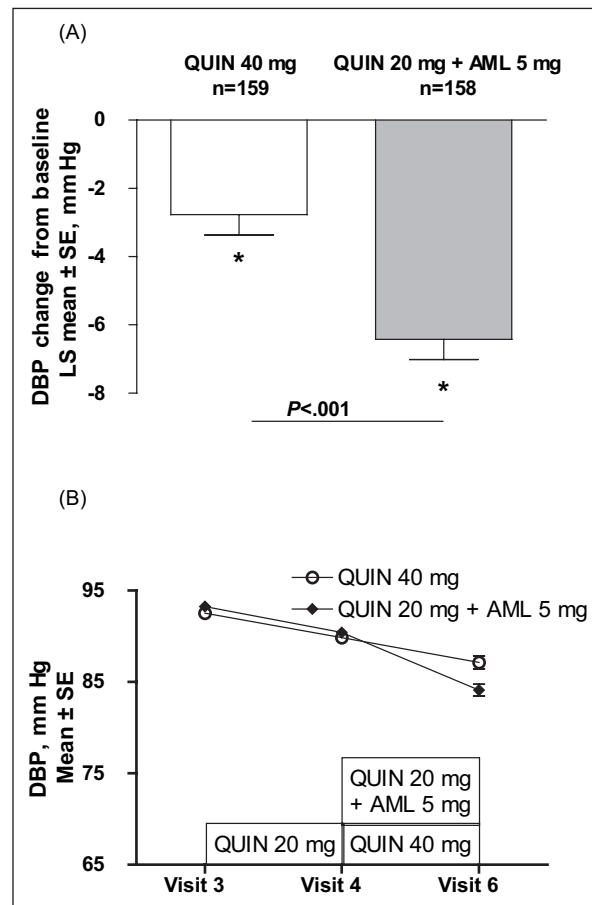 (A)
QUIN 40 mg
n=159
QUIN 20 mg + AML 5 mg
n=158
DBP change from baseline
LS mean ± SE, mm Hg
0
-2
-4
-6
-8
*
*
P<.001
(B)
QUIN 40 mg
QUIN 20 mg + AML 5 mg
DBP, mm Hg
Mean ± SE
95
85
75
65
QUIN 20 mg
+ AML 5 mg
QUIN 20 mg
QUIN 40 mg
Visit 3
Visit 4
Visit 6